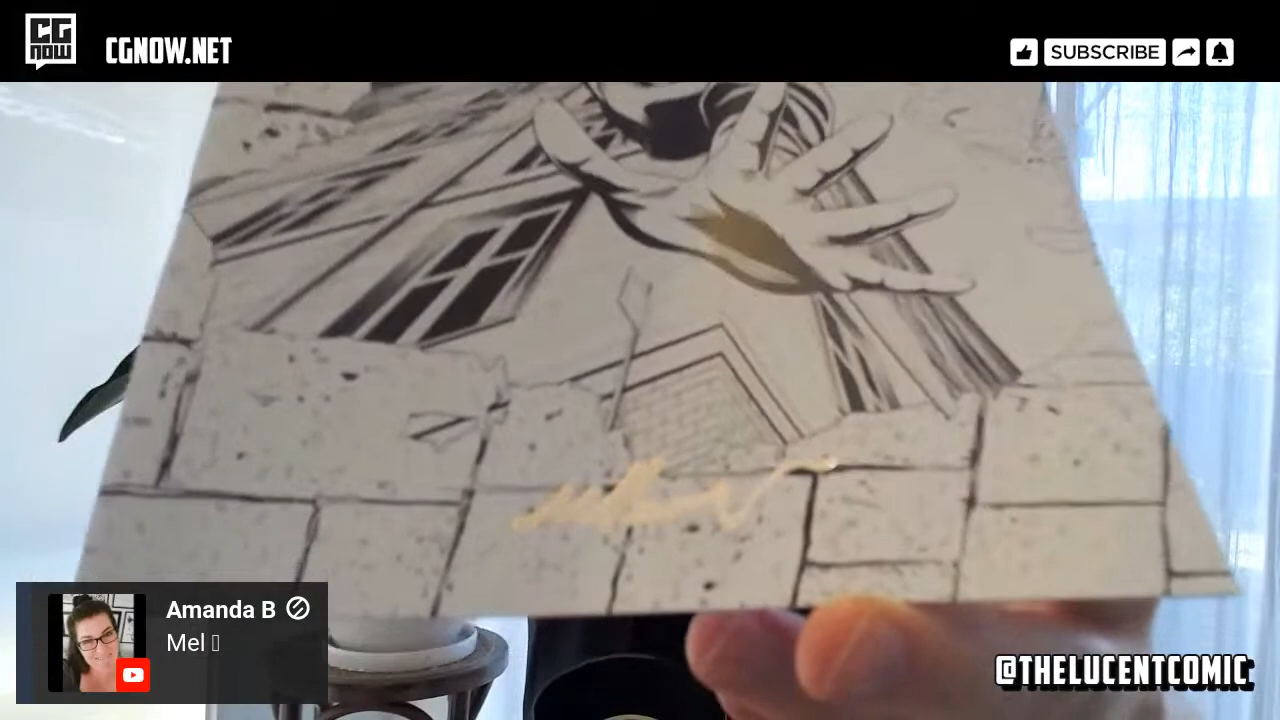 CG
NOW
CGNOW.NET
SUBSCRIBE
Amanda B
Mel
@THELUCENTCOMIC